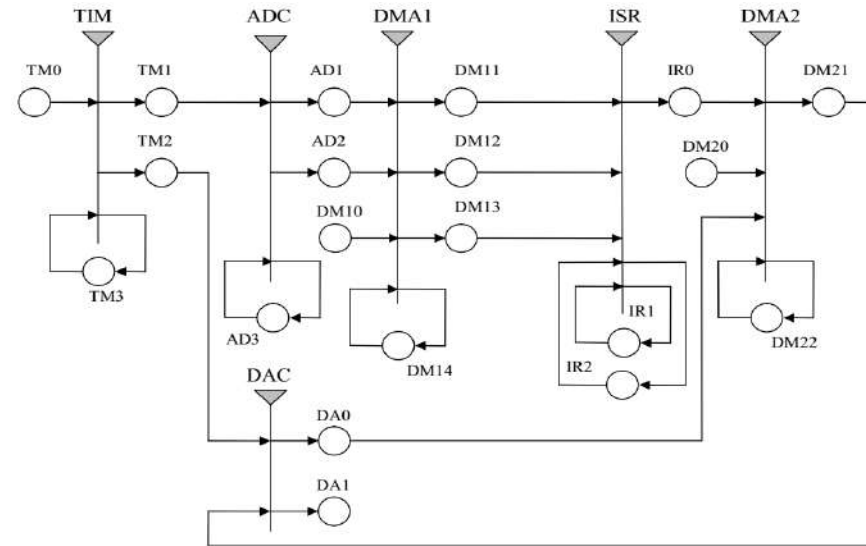 TIM ADC DMA1 ISR DMA2
TM0 TM1 AD1 DM11 IR0 DM21
TM2 AD2 DM12 DM20
DM10 DM13
TM3 AD3 DM14 IR1 IR2 DM22
DAC
DA0
DA1